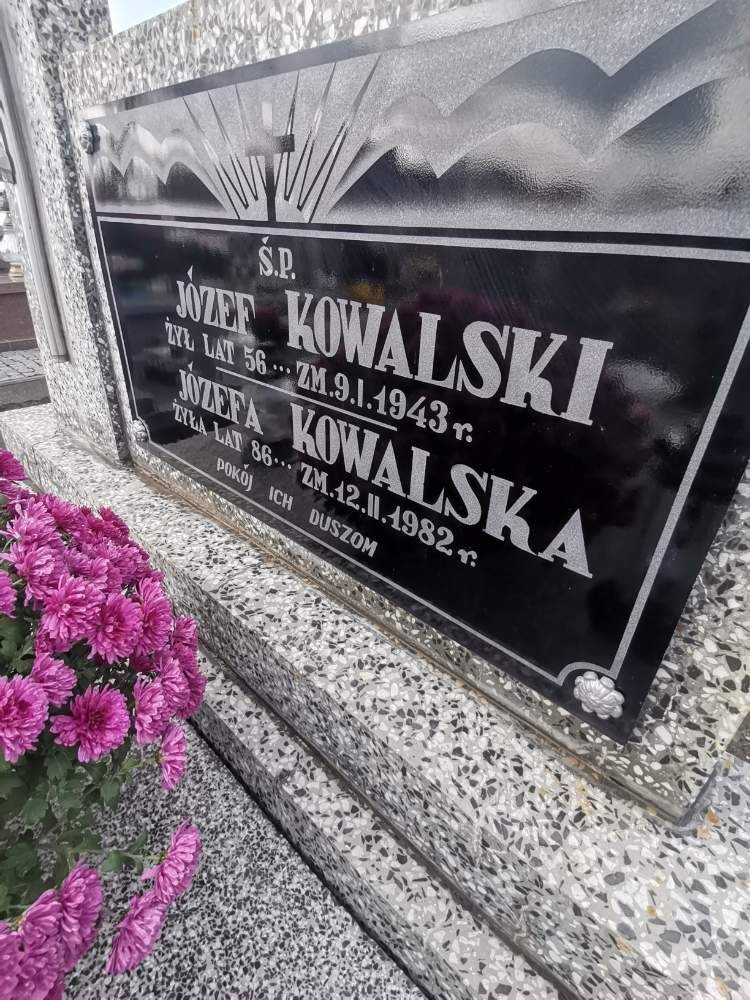 Ś.P.
JÓZEF KOWALSKI
ŻYŁ LAT 56... ZM.9.I.1943 r.
JÓZEFA KOWALSKA
ŻYŁA LAT 86... ZM.12.II.1982 r.
POKÓJ ICH DUSZOM